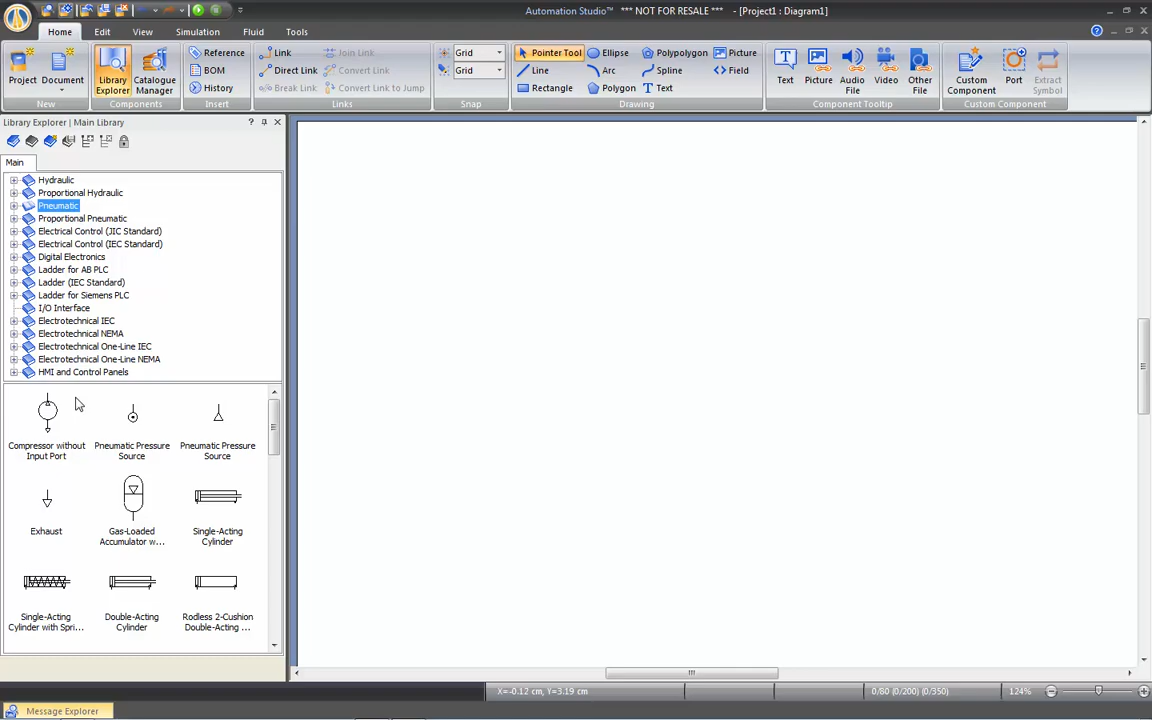 Automation Studio™ *** NOT FOR RESALE *** - [Project1 : Diagram1]
Home Edit View Simulation Fluid Tools
Project
Document
New
Library Explorer
Catalogue Manager
Components
Reference
BOM
History
Insert
Link
Direct Link
Break Link
Join Link
Convert Link
Convert Link to Jump
Links
Grid
Grid
Snap
Pointer Tool
Line
Rectangle
Ellipse
Arc
Polygon
Polypolygon
Spline
Text
Picture
Field
Drawing
Text
Picture
Audio File
Video
Other File
Component Tooltip
Custom Component
Port
Extract Symbol
Custom Component
Library Explorer | Main Library
Main
Hydraulic
Proportional Hydraulic
Pneumatic
Proportional Pneumatic
Electrical Control (JIC Standard)
Electrical Control (IEC Standard)
Digital Electronics
Ladder for AB PLC
Ladder (IEC Standard)
Ladder for Siemens PLC
I/O Interface
Electrotechnical IEC
Electrotechnical NEMA
Electrotechnical One-Line IEC
Electrotechnical One-Line NEMA
HMI and Control Panels
Compressor without Input Port
Pneumatic Pressure Source
Pneumatic Pressure Source
Exhaust
Gas-Loaded Accumulator w...
Single-Acting Cylinder
Single-Acting Cylinder with Spri...
Double-Acting Cylinder
Rodless 2-Cushion Double-Acting ...
X=-0.12 cm, Y=3.19 cm
0/80 (0/200) (0/350)
124%
Message Explorer